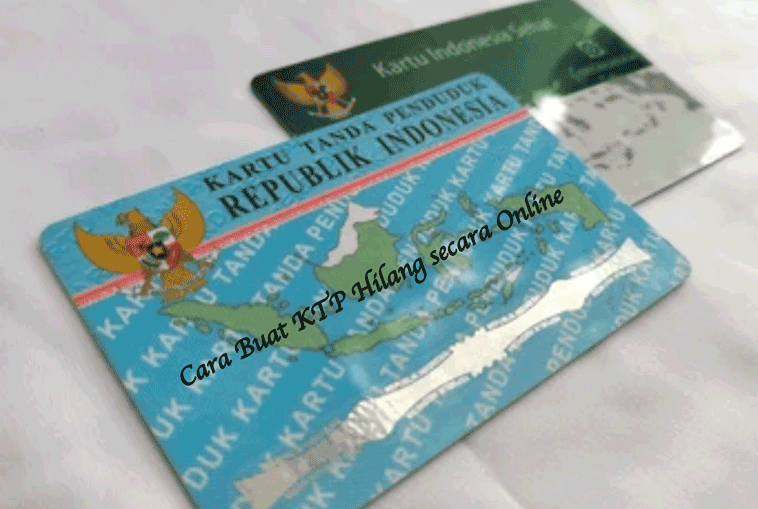 Kartu Indonesia Sehat
KARTU TANDA PENDUDUK
REPUBLIK INDONESIA
Cara Buat KTP Hilang secara Online